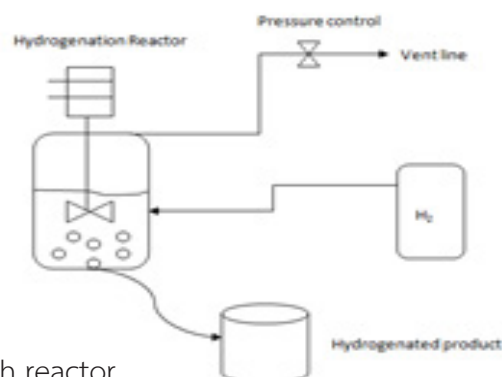 Pressure control
Hydrogenation Reactor
Vent line
H₂
Hydrogenated product
h reactor